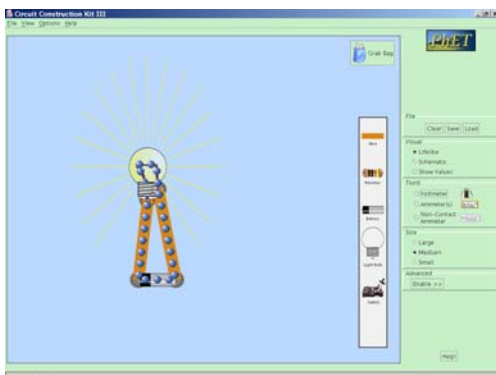 Circuit Construction Kit III
File View Options Help
Grab Bag
PhET
Wire
Resistor
Battery
Light Bulb
Switch
File
Clear Save Load
Visual
Lifelike
Schematic
Show Values
Tools
Voltmeter
Ammeter(s)
Non-Contact
Ammeter
Size
Large
Medium
Small
Advanced
Enable >>
Help!